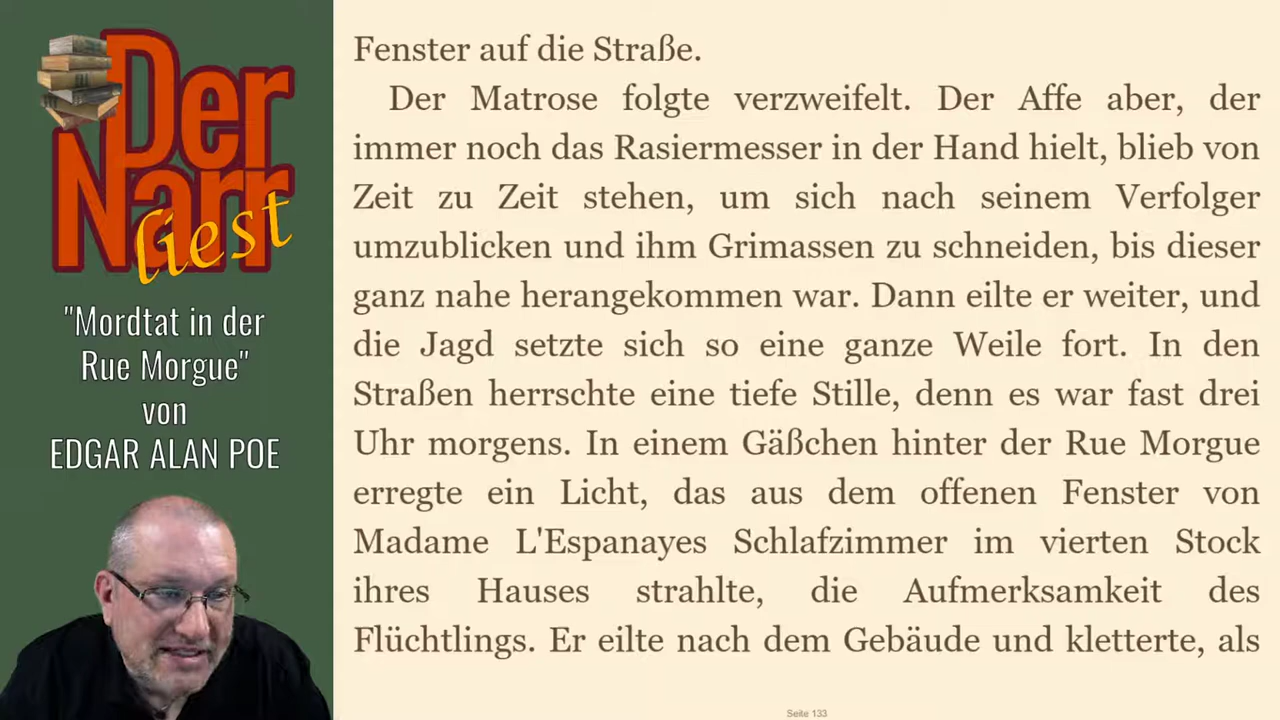 Der
Narr
liest
"Mordtat in der
Rue Morgue"
von
EDGAR ALAN POE
Fenster auf die Straße.
Der Matrose folgte verzweifelt. Der Affe aber, der
immer noch das Rasiermesser in der Hand hielt, blieb von
Zeit zu Zeit stehen, um sich nach seinem Verfolger
umzublicken und ihm Grimassen zu schneiden, bis dieser
ganz nahe herangekommen war. Dann eilte er weiter, und
die Jagd setzte sich so eine ganze Weile fort. In den
Straßen herrschte eine tiefe Stille, denn es war fast drei
Uhr morgens. In einem Gäßchen hinter der Rue Morgue
erregte ein Licht, das aus dem offenen Fenster von
Madame L'Espanayes Schlafzimmer im vierten Stock
ihres Hauses strahlte, die Aufmerksamkeit des
Flüchtlings. Er eilte nach dem Gebäude und kletterte, als
Seite 133